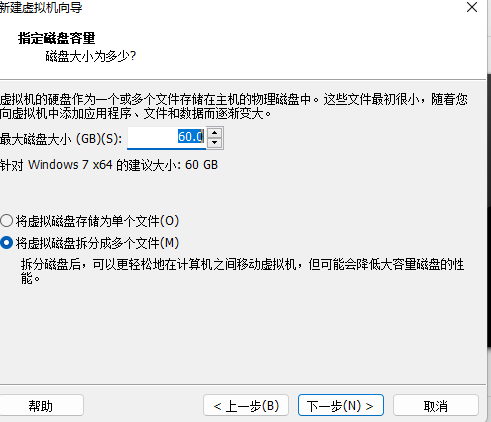 新建虚拟机向导
指定磁盘容量
磁盘大小为多少?
虚拟机的硬盘作为一个或多个文件存储在主机的物理磁盘中。这些文件最初很小，随着您
向虚拟机中添加应用程序、文件和数据而逐渐变大。
最大磁盘大小 (GB)(S): 60.0
针对 Windows 7 x64 的建议大小: 60 GB
将虚拟磁盘存储为单个文件(O)
将虚拟磁盘拆分成多个文件(M)
拆分磁盘后，可以更轻松地在计算机之间移动虚拟机，但可能会降低大容量磁盘的性
能。
帮助 < 上一步(B) 下一步(N) > 取消